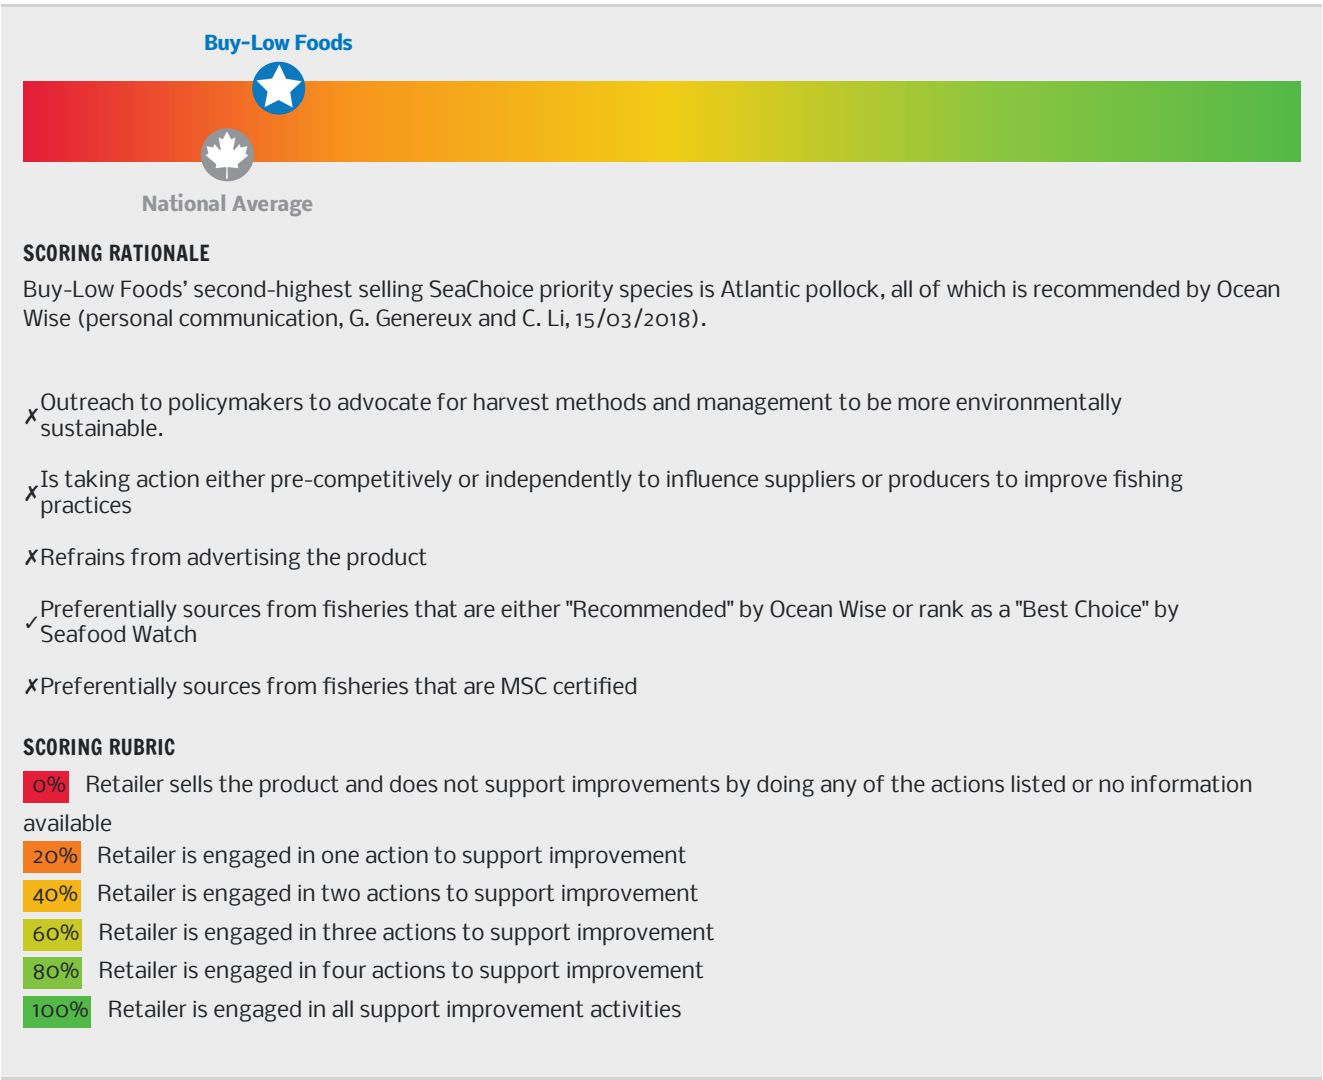 Buy-Low Foods
National Average
SCORING RATIONALE
Buy-Low Foods' second-highest selling SeaChoice priority species is Atlantic pollock, all of which is recommended by Ocean
Wise (personal communication, G. Genereux and C. Li, 15/03/2018).
✗ Outreach to policymakers to advocate for harvest methods and management to be more environmentally
sustainable.
✗ Is taking action either pre-competitively or independently to influence suppliers or producers to improve fishing
practices
✗ Refrains from advertising the product
✓ Preferentially sources from fisheries that are either "Recommended" by Ocean Wise or rank as a "Best Choice" by
Seafood Watch
✗ Preferentially sources from fisheries that are MSC certified
SCORING RUBRIC
0% Retailer sells the product and does not support improvements by doing any of the actions listed or no information
available
20% Retailer is engaged in one action to support improvement
40% Retailer is engaged in two actions to support improvement
60% Retailer is engaged in three actions to support improvement
80% Retailer is engaged in four actions to support improvement
100% Retailer is engaged in all support improvement activities